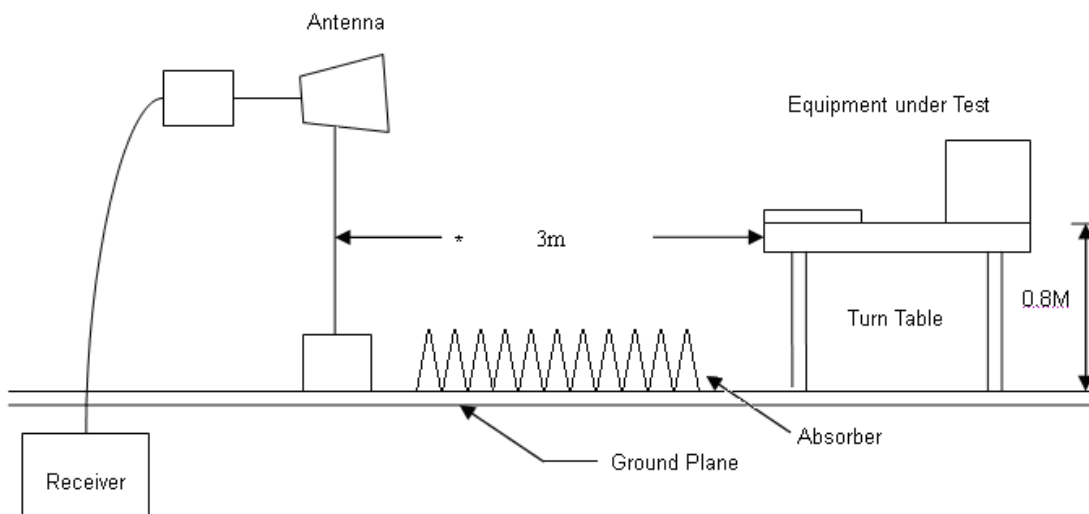 Antenna
Equipment under Test
* 3m
0.8M
Turn Table
Absorber
Ground Plane
Receiver